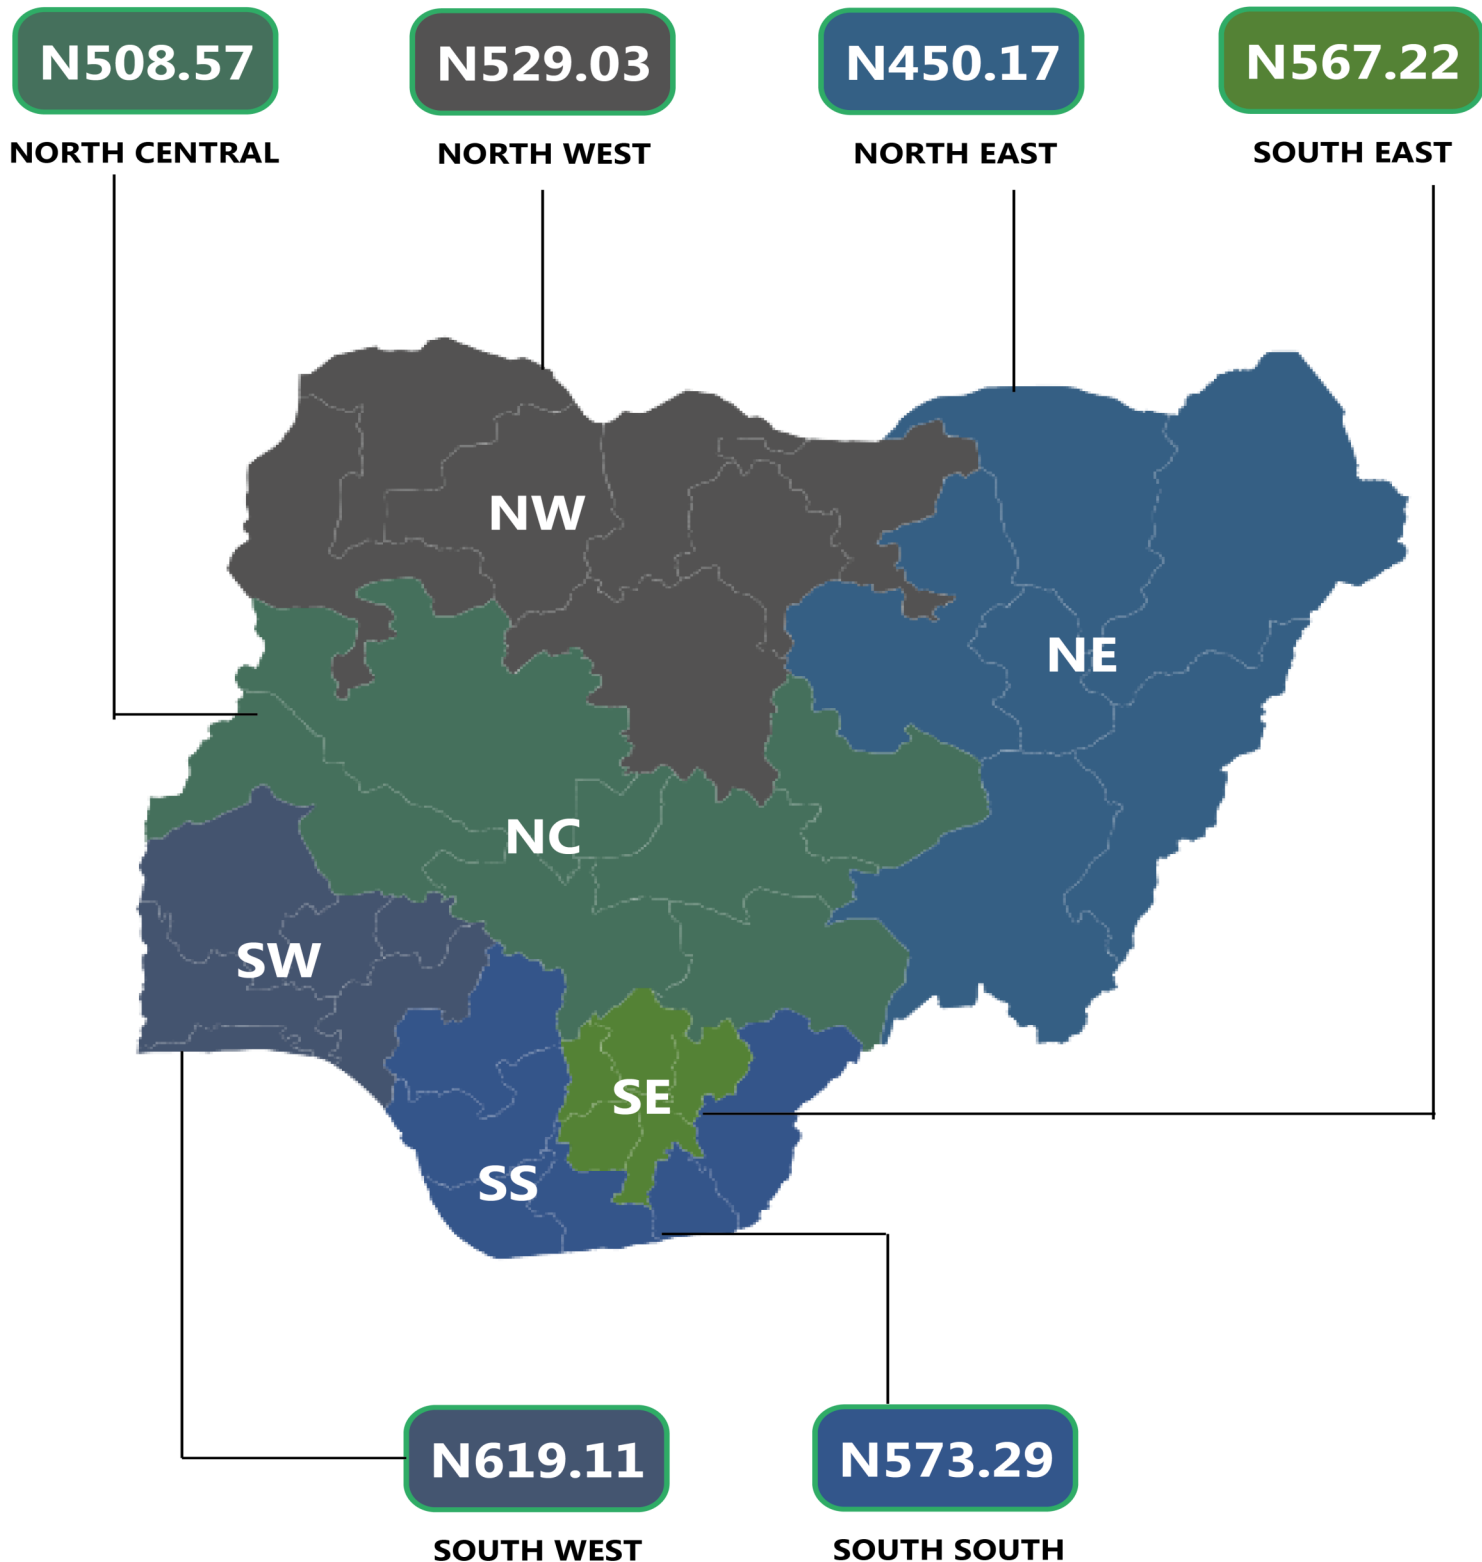 N508.57
NORTH CENTRAL
N529.03
NORTH WEST
N450.17
NORTH EAST
N567.22
SOUTH EAST
NW
NE
NC
SW
SE
SS
N619.11
SOUTH WEST
N573.29
SOUTH SOUTH